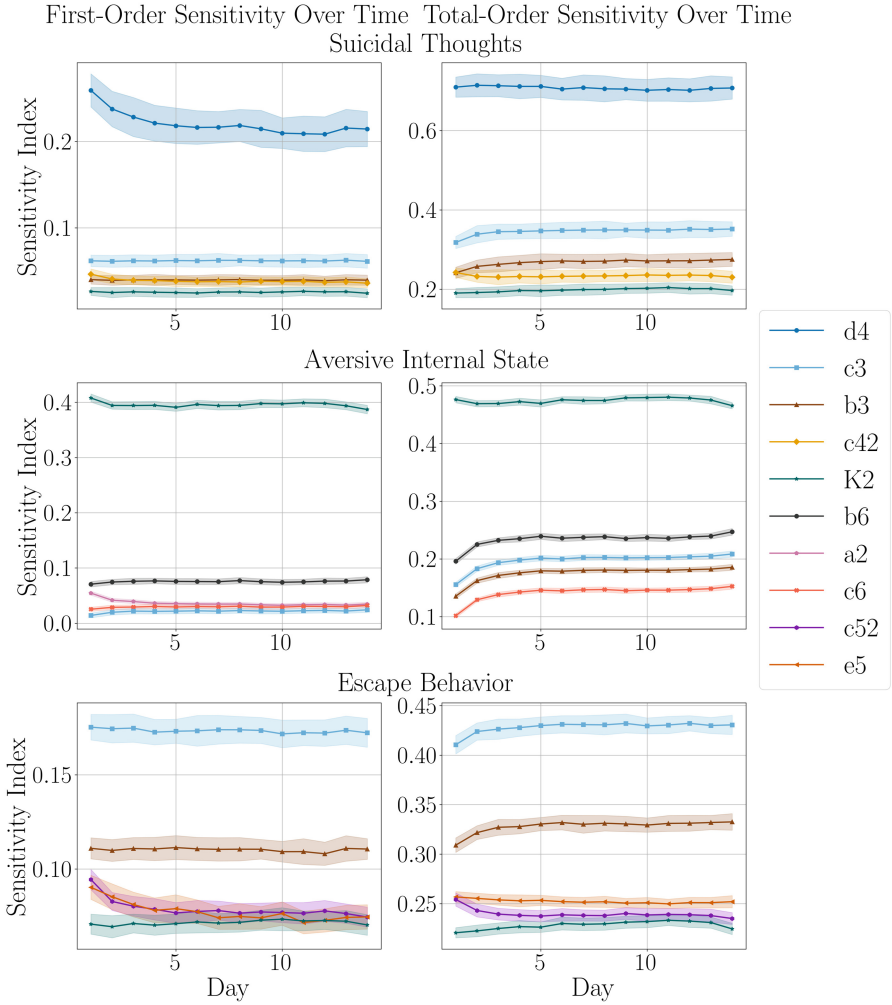 First-Order Sensitivity Over Time Total-Order Sensitivity Over Time
Suicidal Thoughts
Sensitivity Index
0.2
0.1
5
10
0.6
0.4
0.2
5
10
Aversive Internal State
Sensitivity Index
0.4
0.3
0.2
0.1
0.0
5
10
0.5
0.4
0.3
0.2
0.1
5
10
Escape Behavior
Sensitivity Index
0.15
0.10
5
10
Day
0.45
0.40
0.35
0.30
0.25
5
10
Day
d4
c3
b3
c42
K2
b6
a2
c6
c52
e5